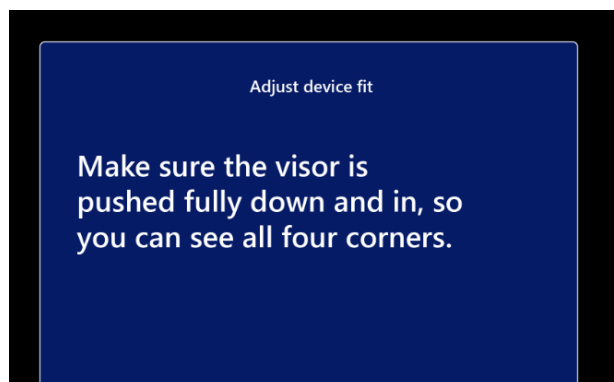 Adjust device fit
Make sure the visor is
pushed fully down and in, so
you can see all four corners.